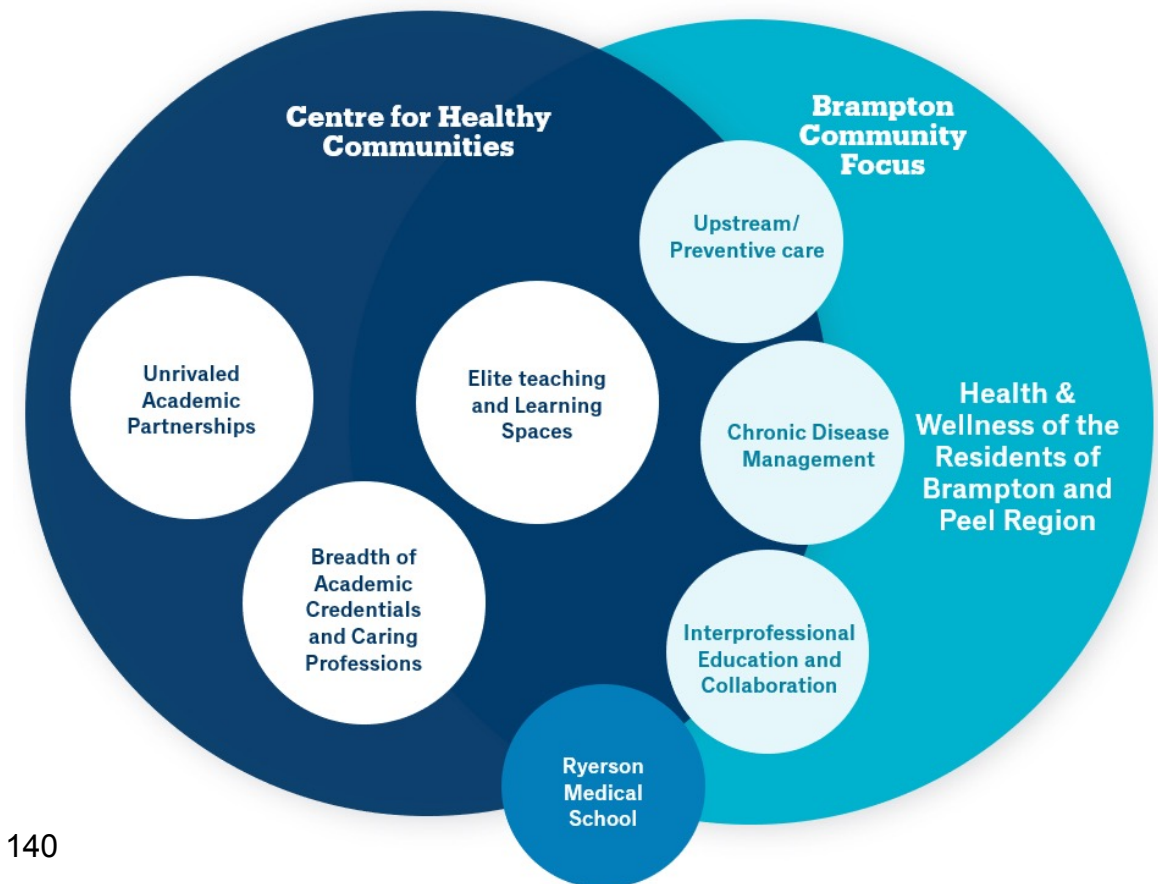 Centre for Healthy
Communities
Brampton
Community
Focus
Upstream/
Preventive care
Unrivaled
Academic
Partnerships
Elite teaching
and Learning
Spaces
Chronic Disease
Management
Health &
Wellness of the
Residents of
Brampton and
Peel Region
Breadth of
Academic
Credentials
and Caring
Professions
Interprofessional
Education and
Collaboration
Ryerson
Medical
School
140